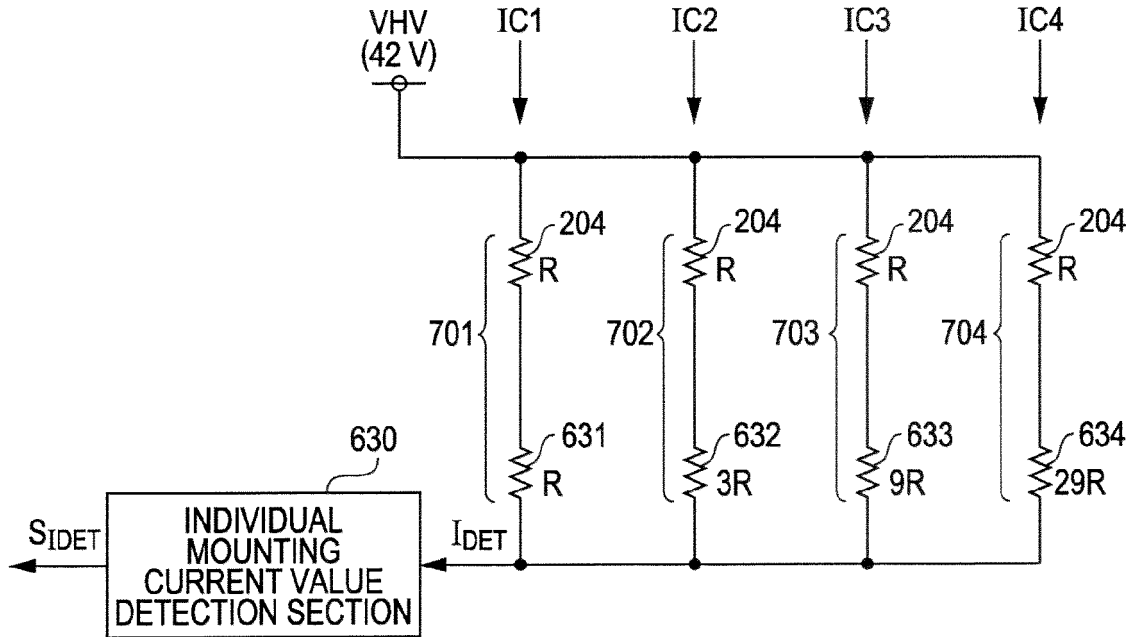 VHV
(42 V)
IC1
IC2
IC3
IC4
204
204
204
204
R
R
R
R
701
702
703
704
631
632
633
634
R
3R
9R
29R
630
INDIVIDUAL
MOUNTING
CURRENT VALUE
DETECTION SECTION
SIDET
IDET